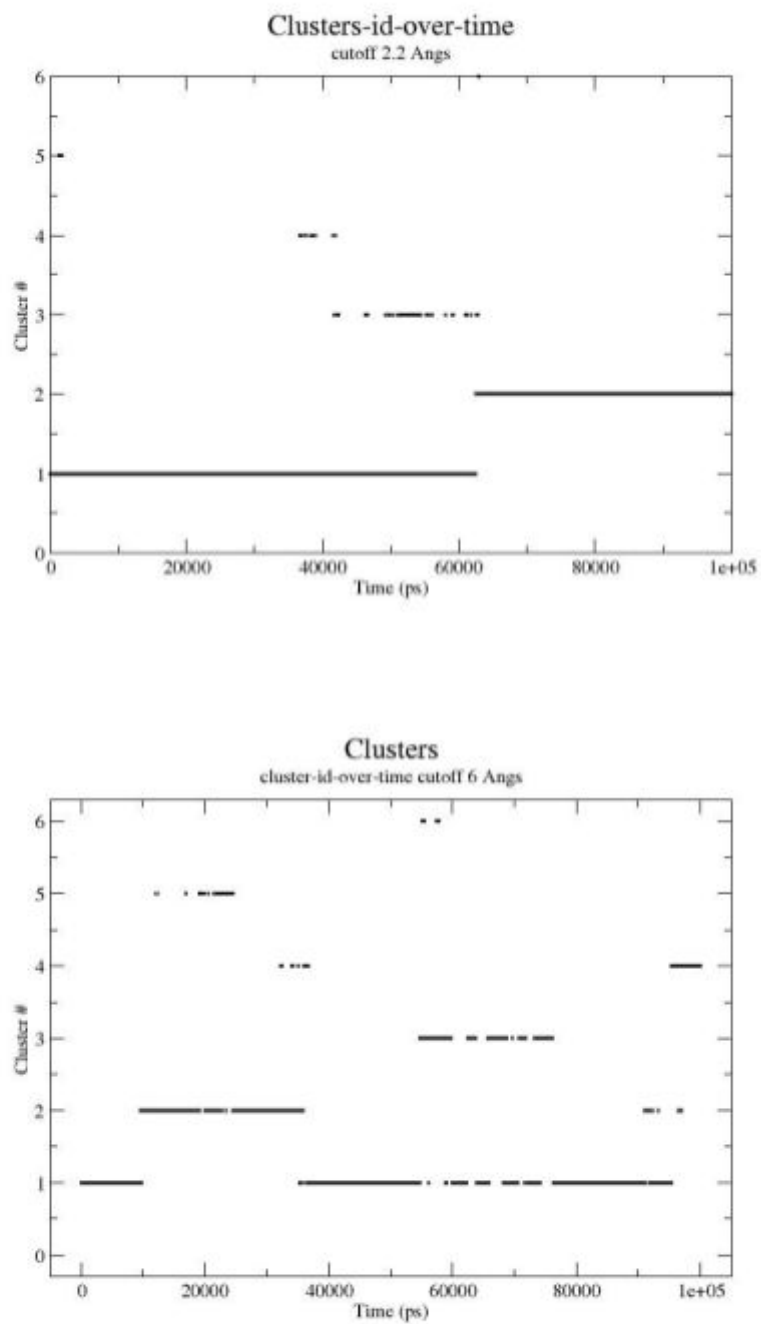 Clusters-id-over-time
cutoff 2.2 Angs
6
5
4
3
2
1
0
Cluster #
0 20000 40000 60000 80000 1e+05
Time (ps)
Clusters
cluster-id-over-time cutoff 6 Angs
6
5
4
3
2
1
0
Cluster #
0 20000 40000 60000 80000 1e+05
Time (ps)